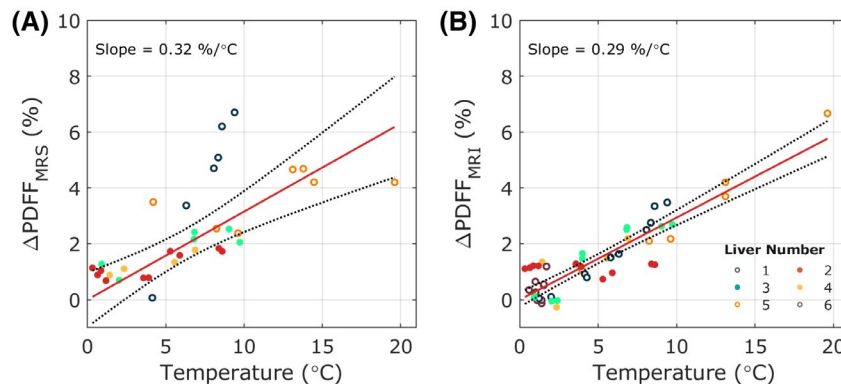 (A)
Slope = 0.32 %/°C
ΔPDFF_MRS (%)
10
8
6
4
2
0
0
5
10
15
20
Temperature (°C)
(B)
Slope = 0.29 %/°C
ΔPDFF_MRI (%)
10
8
6
4
2
0
Liver Number
1 2
3 4
5 6
0
5
10
15
20
Temperature (°C)